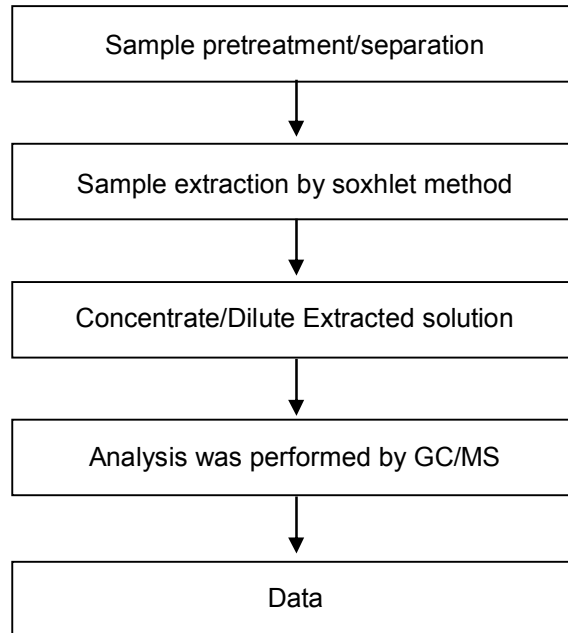 Sample pretreatment/separation
Sample extraction by soxhlet method
Concentrate/Dilute Extracted solution
Analysis was performed by GC/MS
Data